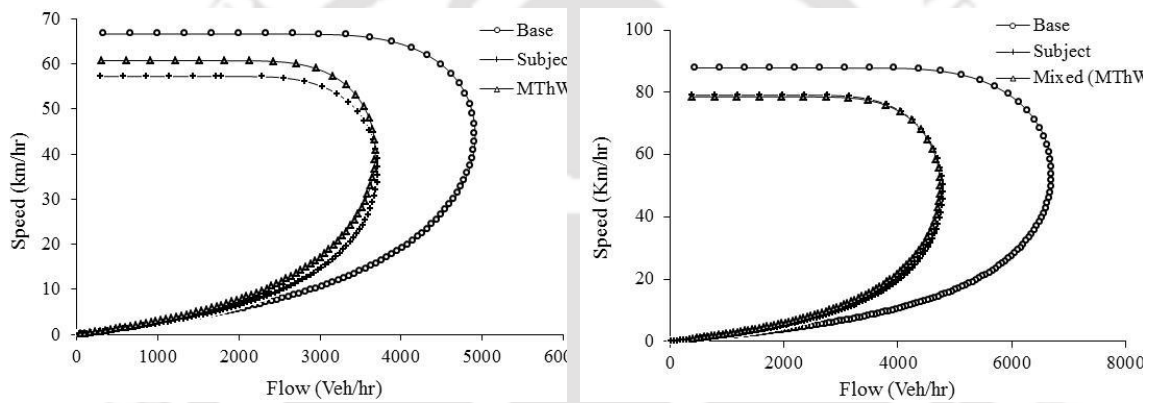 70
60
50
40
30
20
10
0
Speed (km/hr)
0 1000 2000 3000 4000 5000 600
Flow (Veh/hr)
Base
Subjec
MThW
100
80
60
40
20
0
Speed (Km/hr)
0 2000 4000 6000 8000
Flow (Veh/hr)
Base
Subject
Mixed (MThW